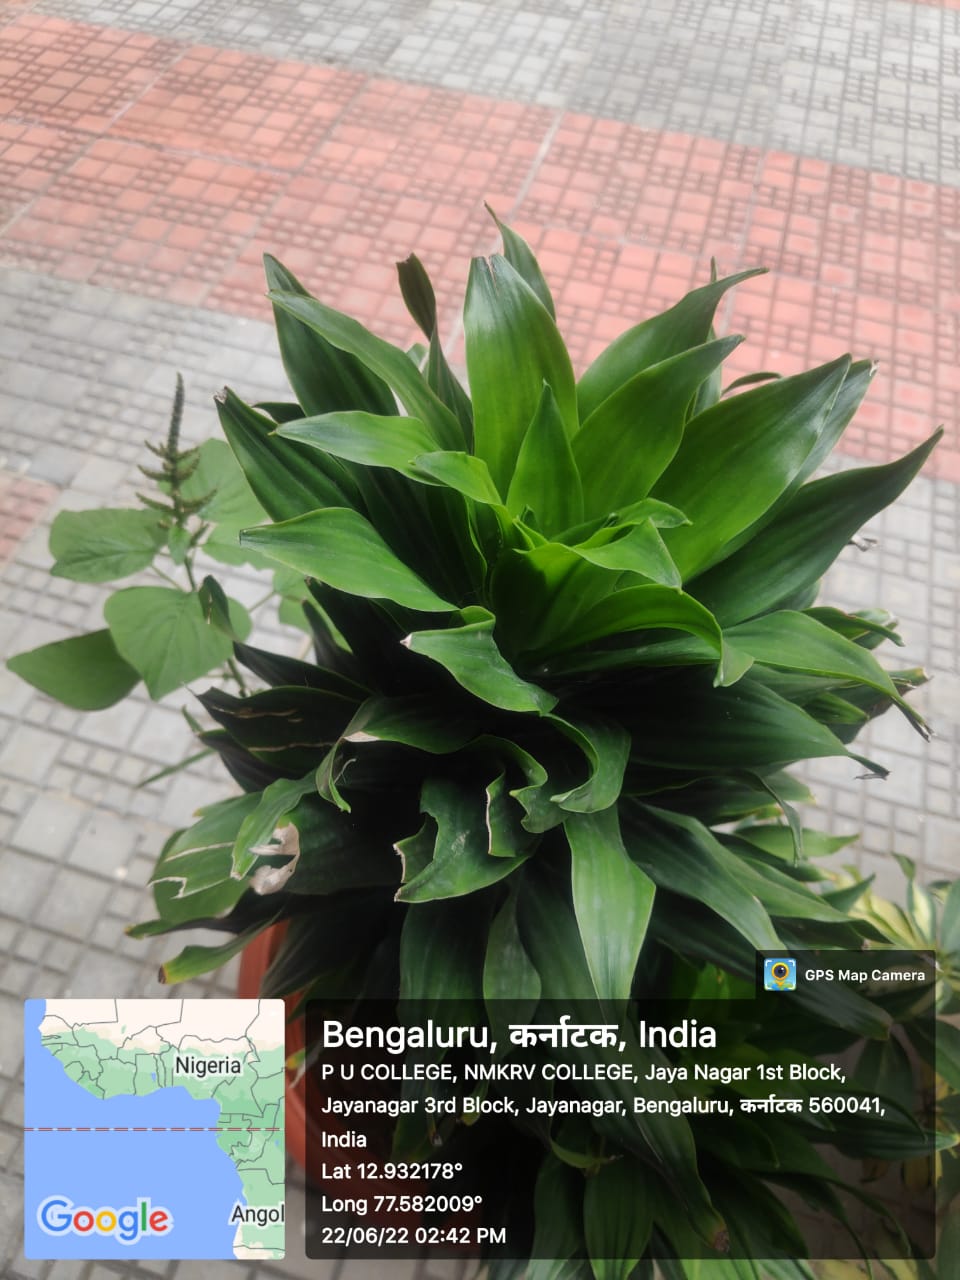 GPS Map Camera
Bengaluru, कर्नाटक, India
P U COLLEGE, NMKRV COLLEGE, Jaya Nagar 1st Block,
Jayanagar 3rd Block, Jayanagar, Bengaluru, कर्नाटक 560041,
India
Lat 12.932178°
Long 77.582009°
22/06/22 02:42 PM
Nigeria
Google
Angol